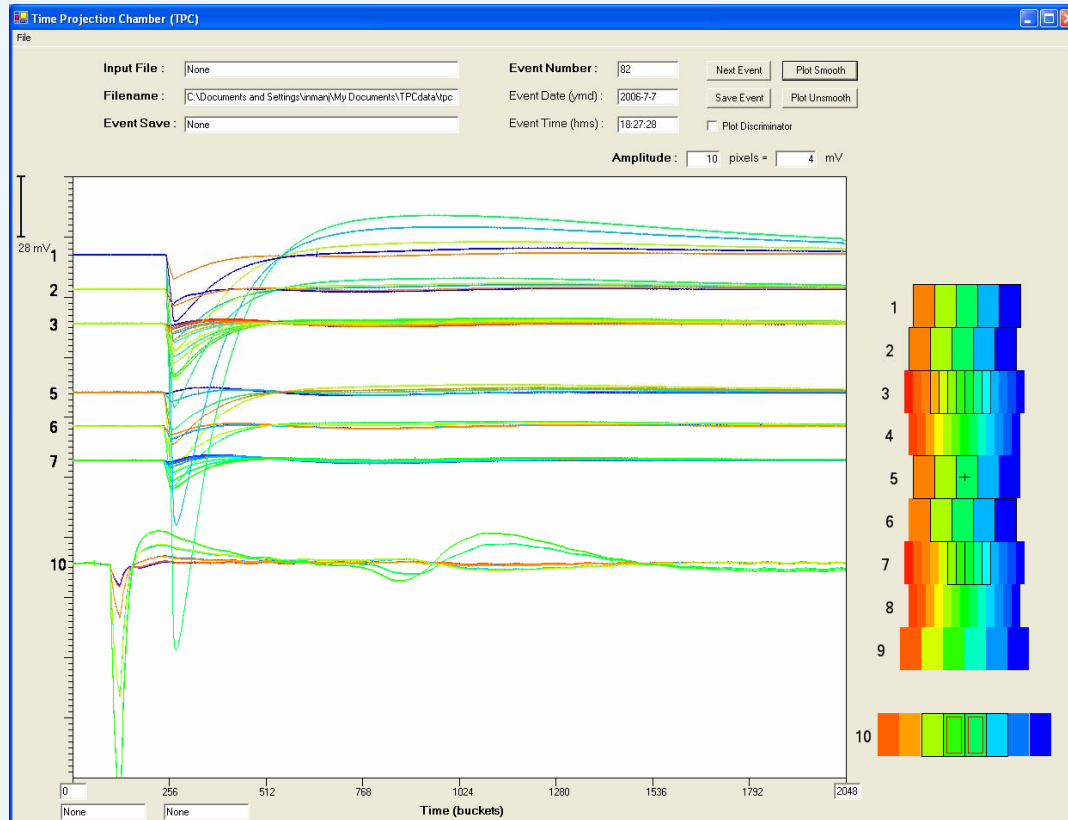 Time Projection Chamber (TPC)
File
Input File : None
Event Number : 82
Next Event
Plot Smooth
Filename : C:\Documents and Settings\inmanj\My Documents\TPCdata\tpc
Event Date (ymd) : 2006-7-7
Save Event
Plot Unsmooth
Event Save : None
Event Time (hms) : 18:27:28
Plot Discriminator
Amplitude : 10 pixels = 4 mV
28 mV
1
2
3
5
6
7
10
0
256
512
768
1024
1280
1536
1792
2048
None
None
Time (buckets)
1
2
3
4
5
6
7
8
9
10